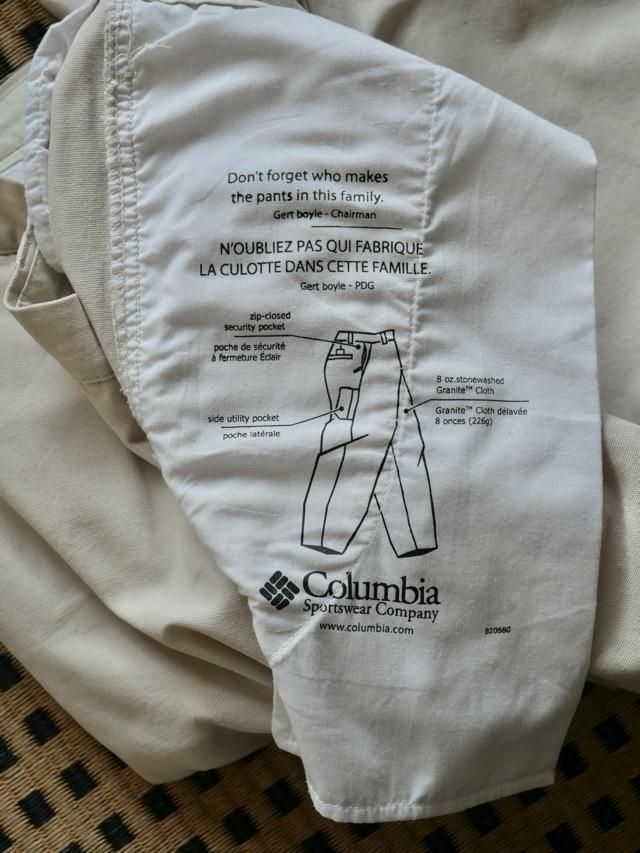 Don't forget who makes
the pants in this family.
Gert boyle - Chairman
N'OUBLIEZ PAS QUI FABRIQUE
LA CULOTTE DANS CETTE FAMILLE.
Gert boyle - PDG
zip-closed
security pocket
poche de sécurité
à fermeture Éclair
8 oz.stonewashed
Granite™ Cloth
Granite™ Cloth délavée
8 onces (226g)
side utility pocket
poche latérale
Columbia
Sportswear Company
www.columbia.com
820560